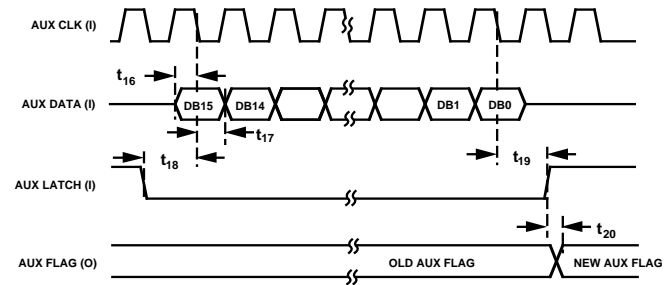 AUX CLK (I)
t16
AUX DATA (I)
DB15
DB14
DB1
DB0
t17
t18
t19
AUX LATCH (I)
t20
AUX FLAG (O)
OLD AUX FLAG
NEW AUX FLAG